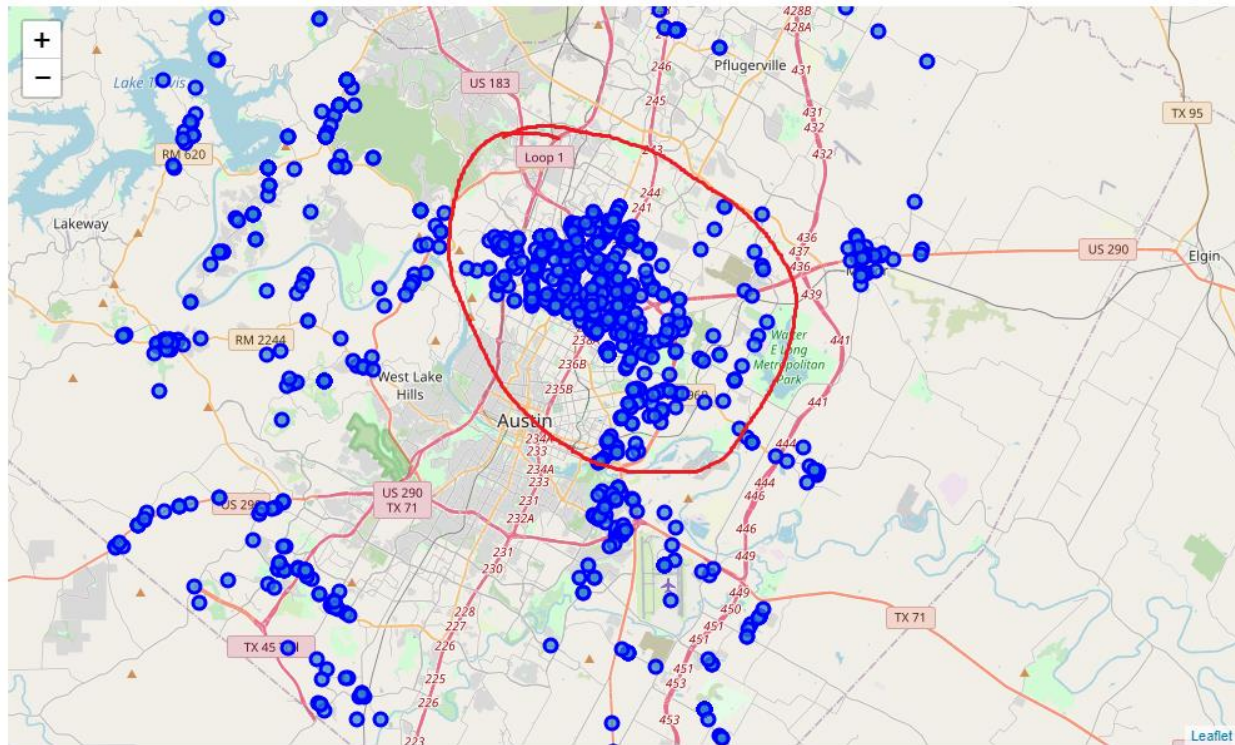 +
−
428B
428A
Pflugerville
246
US 183
Lake Travis
431
245
431
432
TX 95
432
243
RM 620
Loop 1
244
241
Lakeway
436
437
436
US 290
Elgin
439
RM 2244
441
Walter
E Long
Metropolitan
Park
236B
West Lake
Hills
235B
441
Austin
234A
233
444
234A
233
444
446
US 290
TX 71
231
232A
446
231
449
230
449
228
450
TX 71
227
451
TX 45
226
451
451
225
453
226
453
223
Leaflet